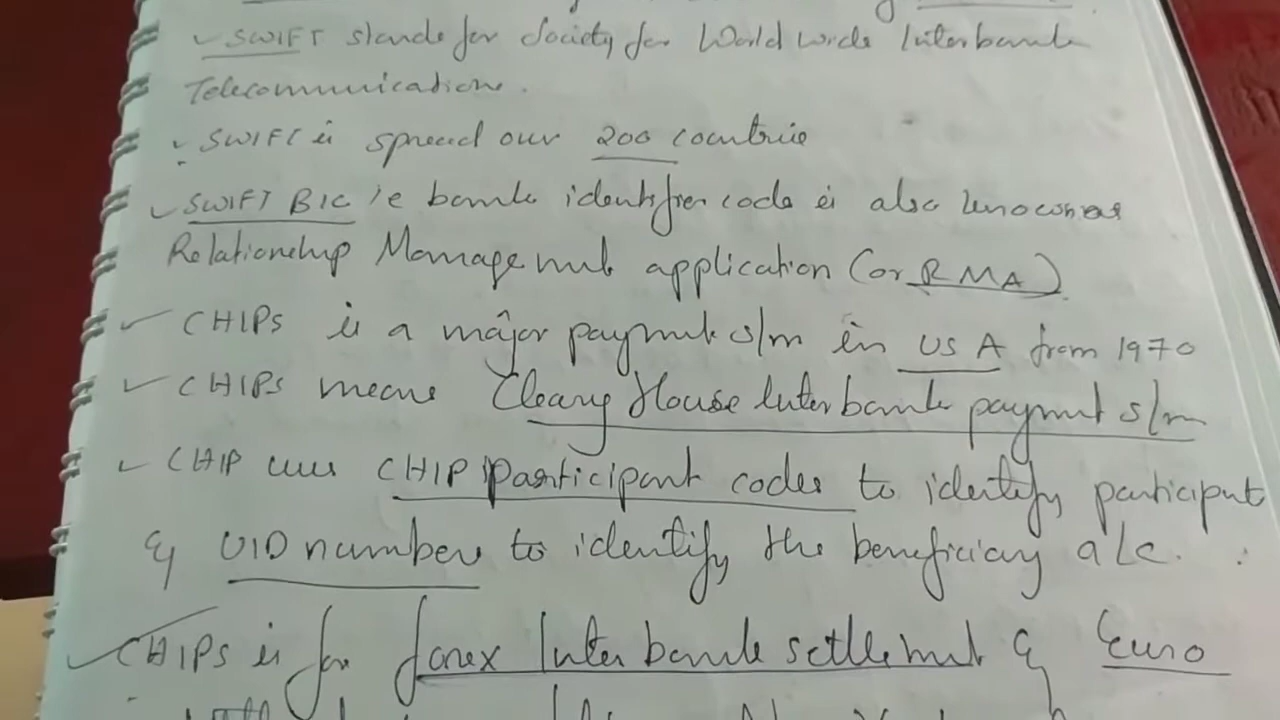 SWIFT stands for Society for World wide Interbank
Telecommunications.
SWIFT is spread over 200 countries
SWIFT BIC ie bank identifier code is also known as
Relationship Management application (or RMA)
CHIPS is a major payment s/m in USA from 1970
CHIPS means Clearing House Interbank payment s/m
CHIP uses CHIP participant codes to identify participant
& UID number to identify the beneficiary a/c.
CHIPS is for forex Interbank settlement & Euro